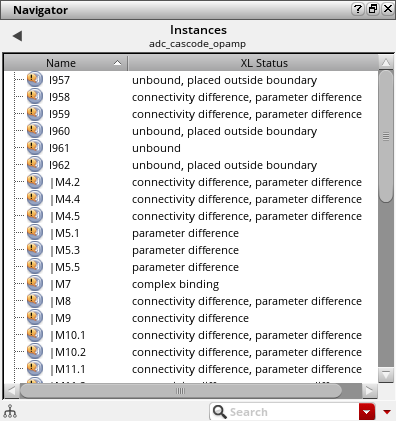 Navigator
Instances
adc_cascode_opamp
Name XL Status
I957 unbound, placed outside boundary
I958 connectivity difference, parameter difference
I959 connectivity difference, parameter difference
I960 unbound, placed outside boundary
I961 unbound
I962 unbound, placed outside boundary
|M4.2 connectivity difference, parameter difference
|M4.4 connectivity difference, parameter difference
|M4.5 connectivity difference, parameter difference
|M5.1 parameter difference
|M5.3 parameter difference
|M5.5 parameter difference
|M7 complex binding
|M8 connectivity difference, parameter difference
|M9 connectivity difference
|M10.1 connectivity difference, parameter difference
|M10.2 connectivity difference, parameter difference
|M11.1 connectivity difference, parameter difference
Search